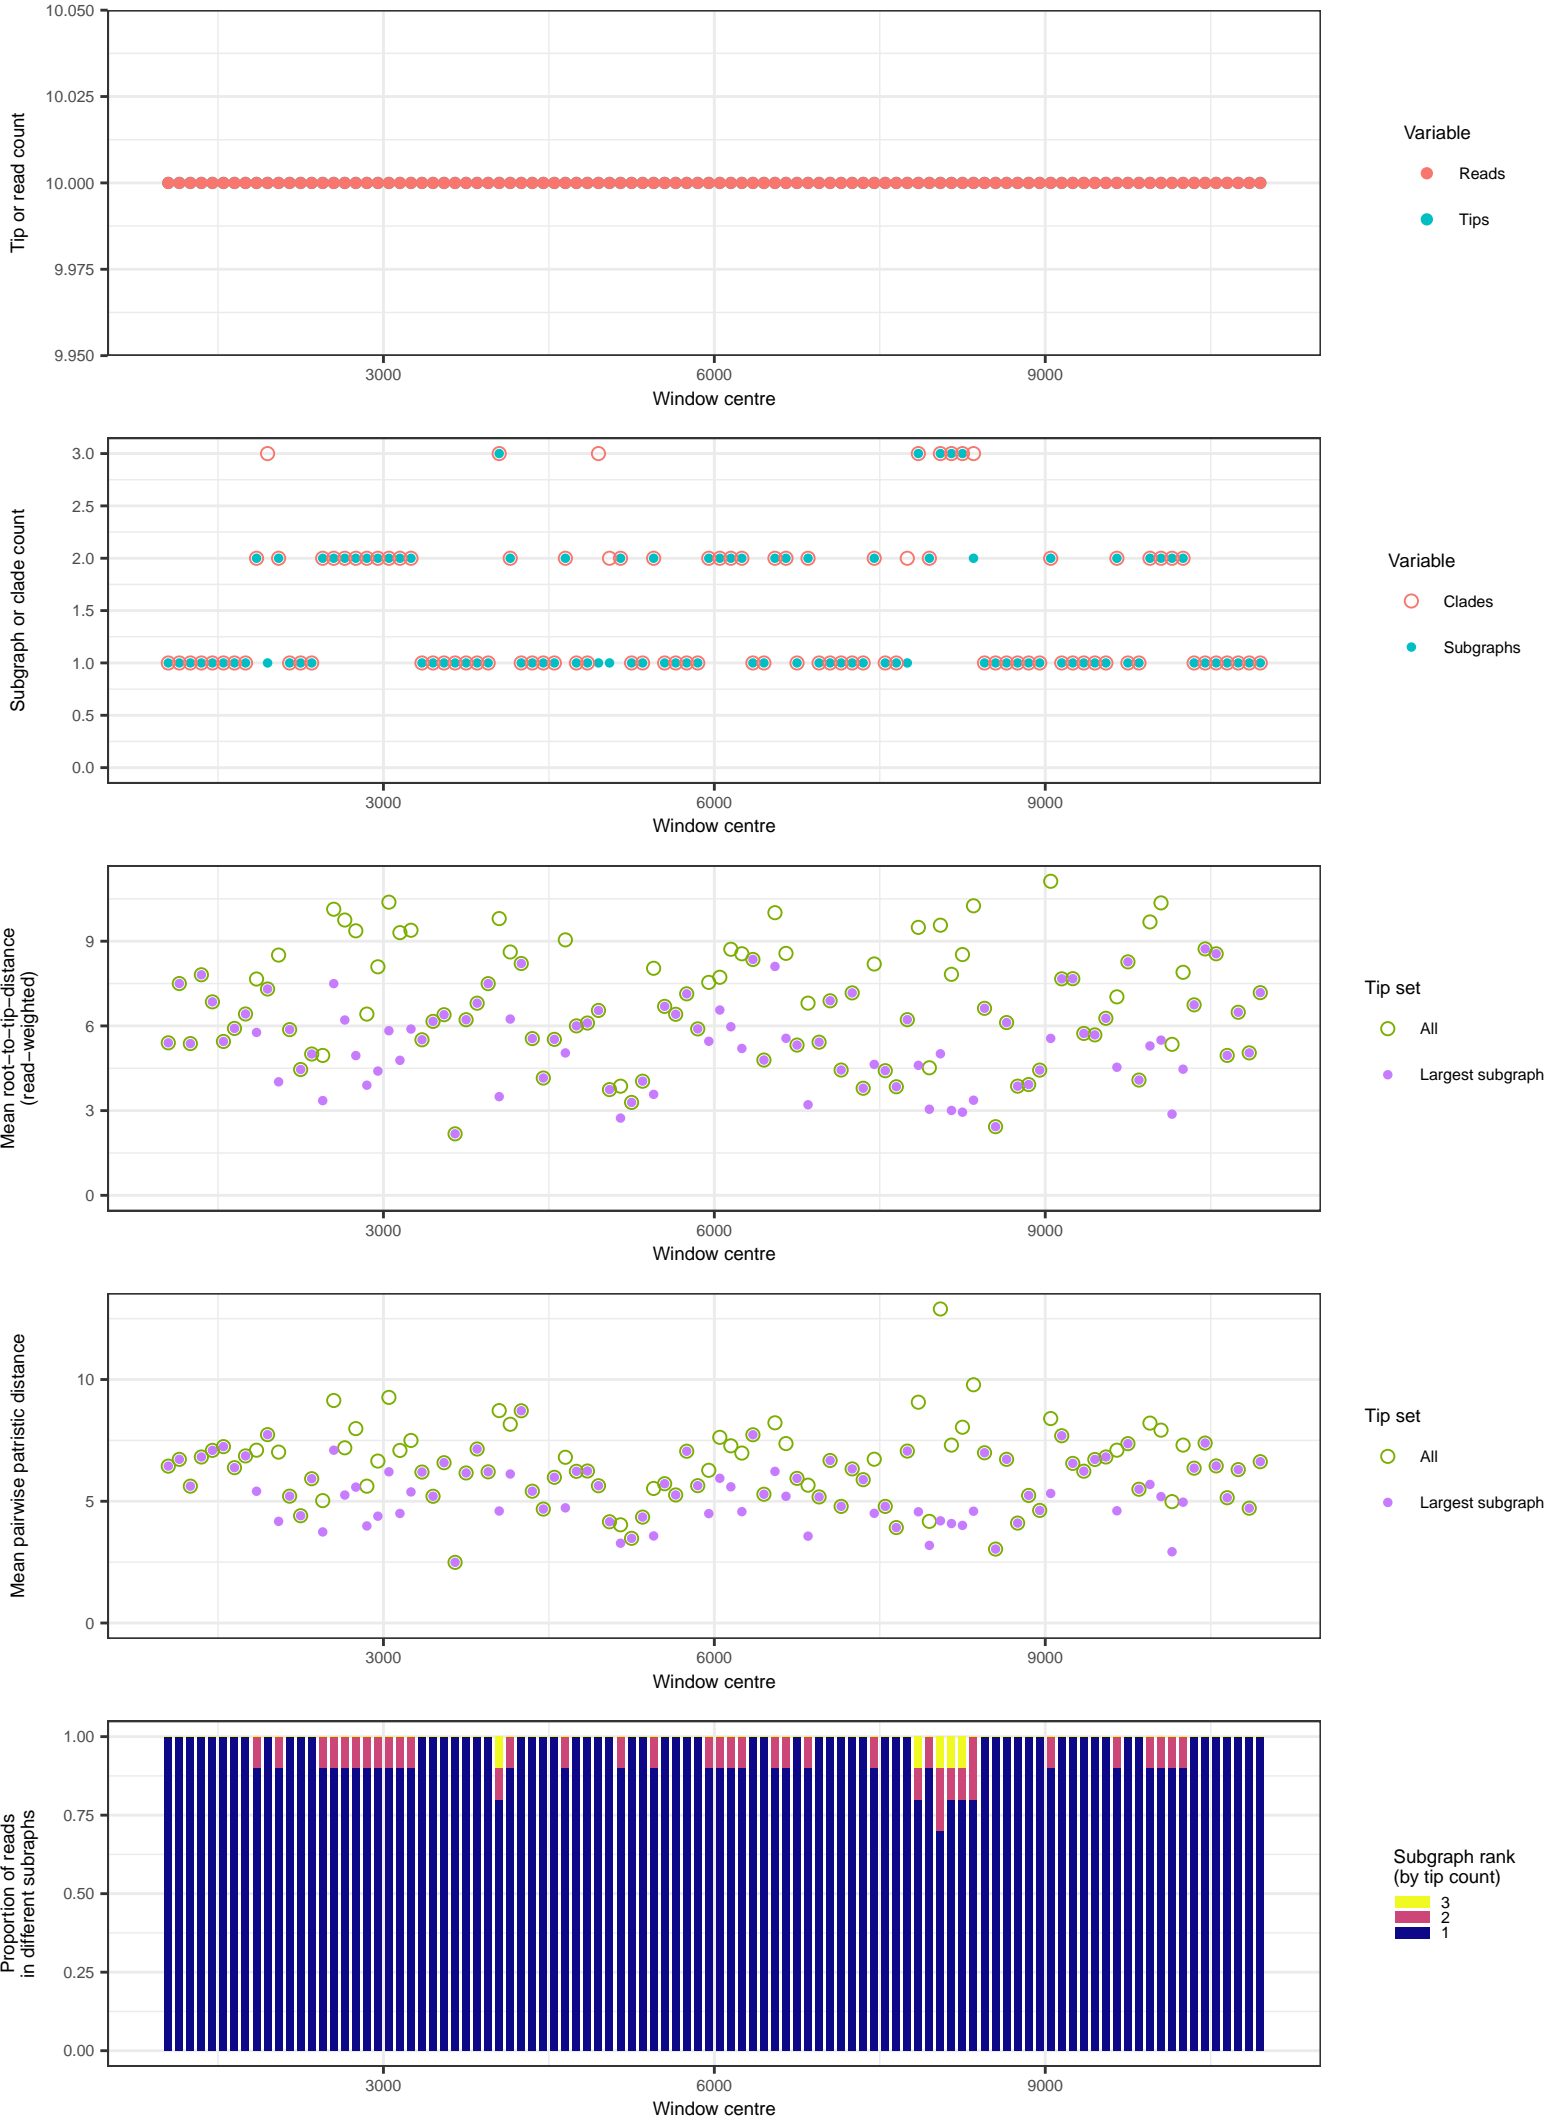 10.050
10.025
10.000
9.975
9.950
Tip or read count
3000
6000
9000
Window centre
Variable
Reads
Tips
3.0
2.5
2.0
1.5
1.0
0.5
0.0
Subgraph or clade count
3000
6000
9000
Window centre
Variable
Clades
Subgraphs
9
6
3
0
Mean root−to−tip−distance
(read−weighted)
3000
6000
9000
Window centre
Tip set
All
Largest subgraph
10
5
0
Mean pairwise patristic distance
3000
6000
9000
Window centre
Tip set
All
Largest subgraph
1.00
0.75
0.50
0.25
0.00
Proportion of reads
in different subraphs
3000
6000
9000
Window centre
Subgraph rank
(by tip count)
3
2
1